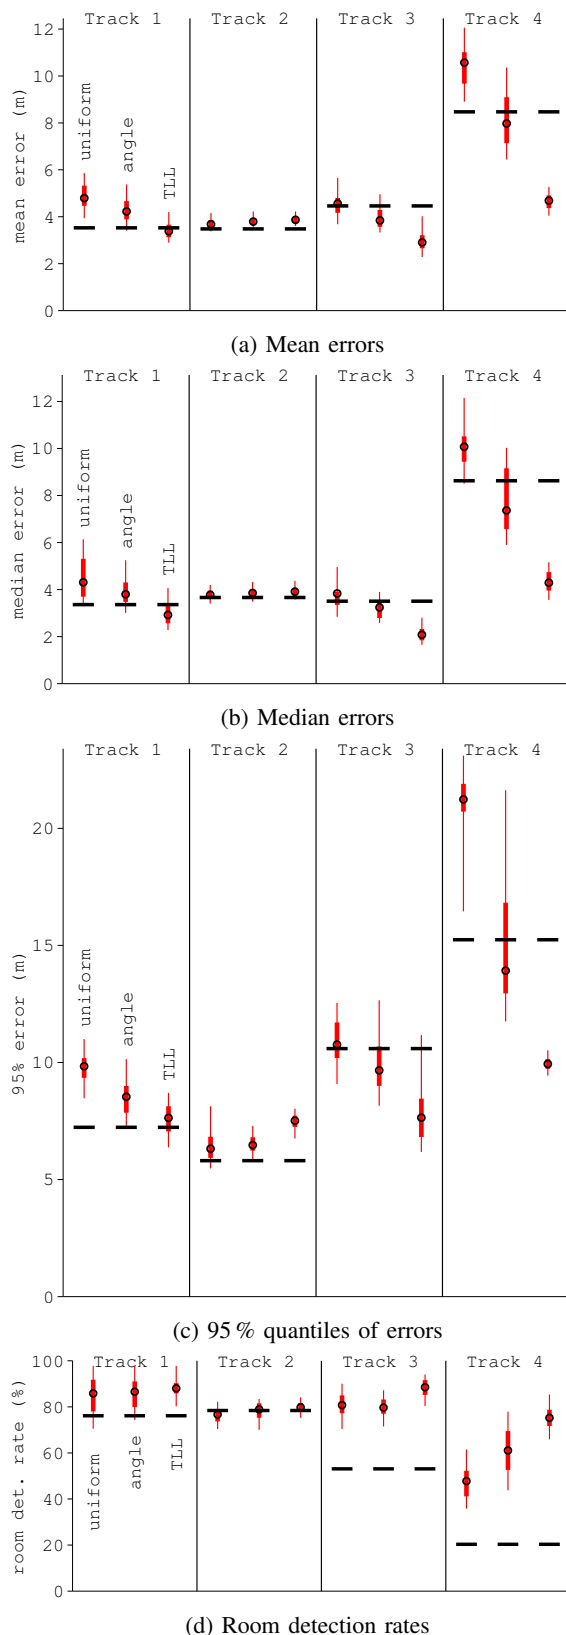 Track 1 Track 2 Track 3 Track 4
mean error (m)
12
10
8
6
4
2
0
uniform
angle
TLL
(a) Mean errors
Track 1 Track 2 Track 3 Track 4
median error (m)
12
10
8
6
4
2
0
uniform
angle
TLL
(b) Median errors
Track 1 Track 2 Track 3 Track 4
95% error (m)
20
15
10
5
0
uniform
angle
TLL
(c) 95 % quantiles of errors
Track 1 Track 2 Track 3 Track 4
room det. rate (%)
100
80
60
40
20
0
uniform
angle
TLL
(d) Room detection rates